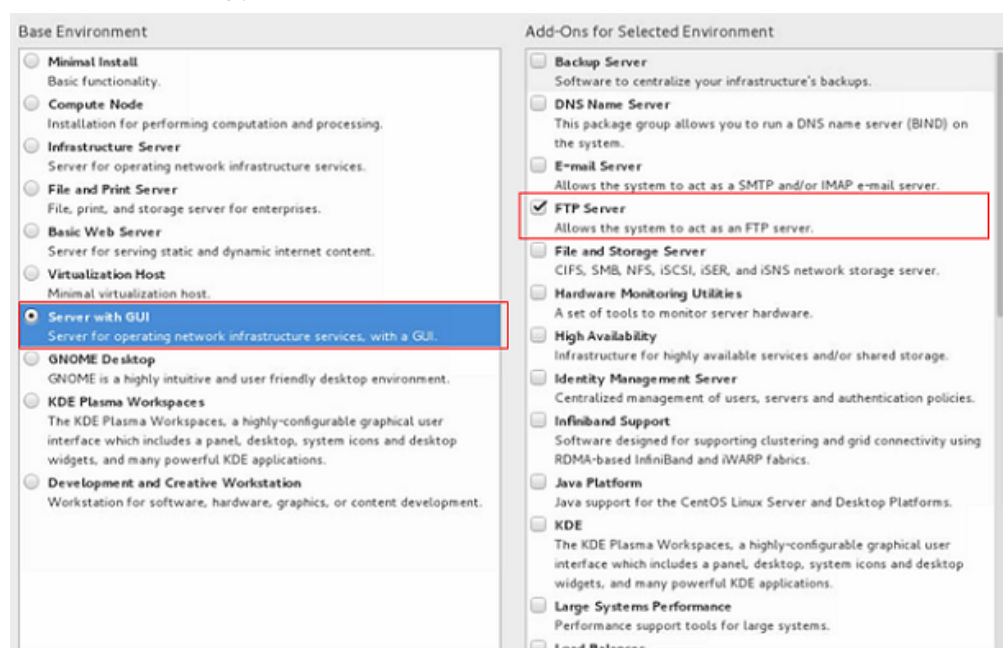 Base Environment
Minimal Install
Basic functionality.
Compute Node
Installation for performing computation and processing.
Infrastructure Server
Server for operating network infrastructure services.
File and Print Server
File, print, and storage server for enterprises.
Basic Web Server
Server for serving static and dynamic internet content.
Virtualization Host
Minimal virtualization host.
Server with GUI
Server for operating network infrastructure services, with a GUI.
GNOME Desktop
GNOME is a highly intuitive and user friendly desktop environment.
KDE Plasma Workspaces
The KDE Plasma Workspaces, a highly-configurable graphical user
interface which includes a panel, desktop, system icons and desktop
widgets, and many powerful KDE applications.
Development and Creative Workstation
Workstation for software, hardware, graphics, or content development.
Add-Ons for Selected Environment
Backup Server
Software to centralize your infrastructure's backups.
DNS Name Server
This package group allows you to run a DNS name server (BIND) on
the system.
E-mail Server
Allows the system to act as a SMTP and/or IMAP e-mail server.
FTP Server
Allows the system to act as an FTP server.
File and Storage Server
CIFS, SMB, NFS, iSCSI, iSER, and iSNS network storage server.
Hardware Monitoring Utilities
A set of tools to monitor server hardware.
High Availability
Infrastructure for highly available services and/or shared storage.
Identity Management Server
Centralized management of users, servers and authentication policies.
Infiniband Support
Software designed for supporting clustering and grid connectivity using
RDMA-based InfiniBand and iWARP fabrics.
Java Platform
Java support for the CentOS Linux Server and Desktop Platforms.
KDE
The KDE Plasma Workspaces, a highly-configurable graphical user
interface which includes a panel, desktop, system icons and desktop
widgets, and many powerful KDE applications.
Large Systems Performance
Performance support tools for large systems.